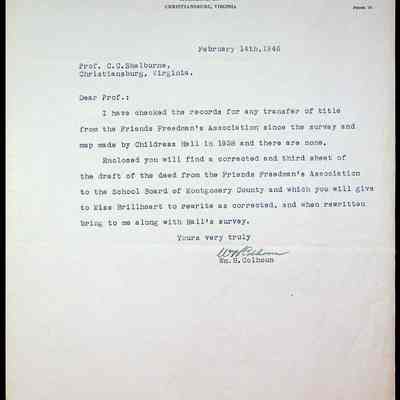 CHRISTIANSBURG, VIRGINIA
February 14th, 1946
Prof. C.C.Shelburne,
Christiansburg, Virginia.
Dear Prof.:
I have checked the records for any transfer of title
from the Friends Freedman's Association since the survey and
map made by Childress Hall in 1938 and there are none.
Enclosed you will find a corrected and third sheet of
the draft of the deed from the Friends Freedman's Association
to the School Board of Montgomery County and which you will give
to Miss Brillheart to rewrite as corrected, and when rewritten
bring to me along with Hall's survey.
Yours very truly
Wm.H.Calhoun